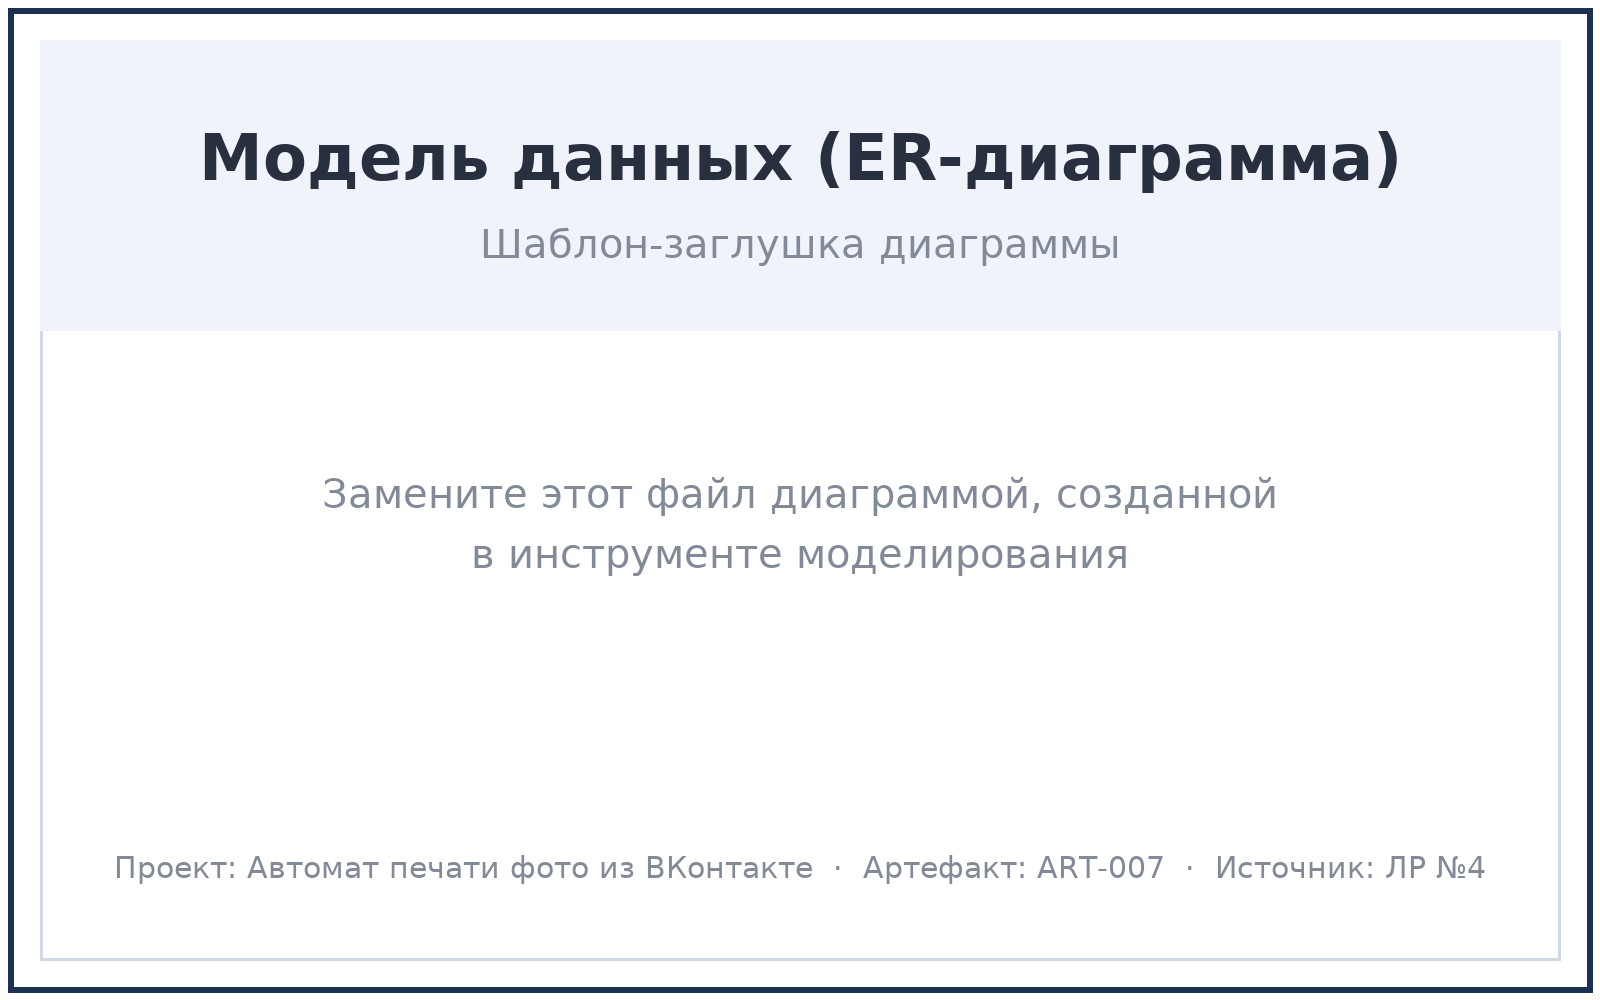 Модель данных (ER-диаграмма)
Шаблон-заглушка диаграммы
Замените этот файл диаграммой, созданной
в инструменте моделирования
Проект: Автомат печати фото из ВКонтакте · Артефакт: ART-007 · Источник: ЛР №4